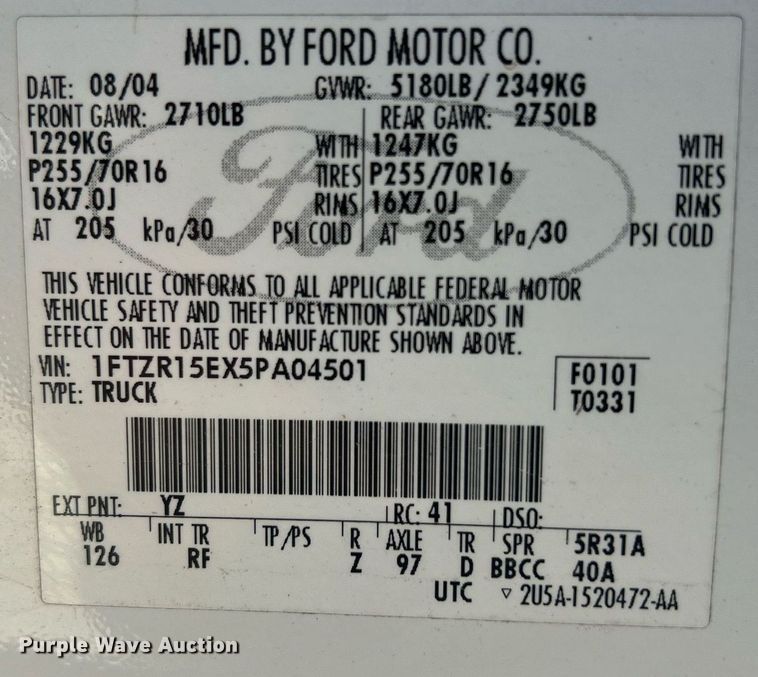 MFD. BY FORD MOTOR CO.
DATE: 08/04 GVWR: 5180LB/ 2349KG
FRONT GAWR: 2710LB REAR GAWR: 2750LB
1229KG WITH 1247KG WITH
P255/70R16 TIRES P255/70R16 TIRES
16X7.0J RIMS 16X7.0J RIMS
AT 205 kPa/30 PSI COLD AT 205 kPa/30 PSI COLD
Ford
THIS VEHICLE CONFORMS TO ALL APPLICABLE FEDERAL MOTOR
VEHICLE SAFETY AND THEFT PREVENTION STANDARDS IN
EFFECT ON THE DATE OF MANUFACTURE SHOWN ABOVE.
VIN: 1FTZR15EX5PA04501 F0101
TYPE: TRUCK T0331
EXT PNT: YZ RC: 41 DSO:
WB INT TR TP/PS R AXLE TR SPR 5R31A
126 RF Z 97 D BBCC 40A
UTC ▽ 2U5A-1520472-AA
Purple Wave Auction